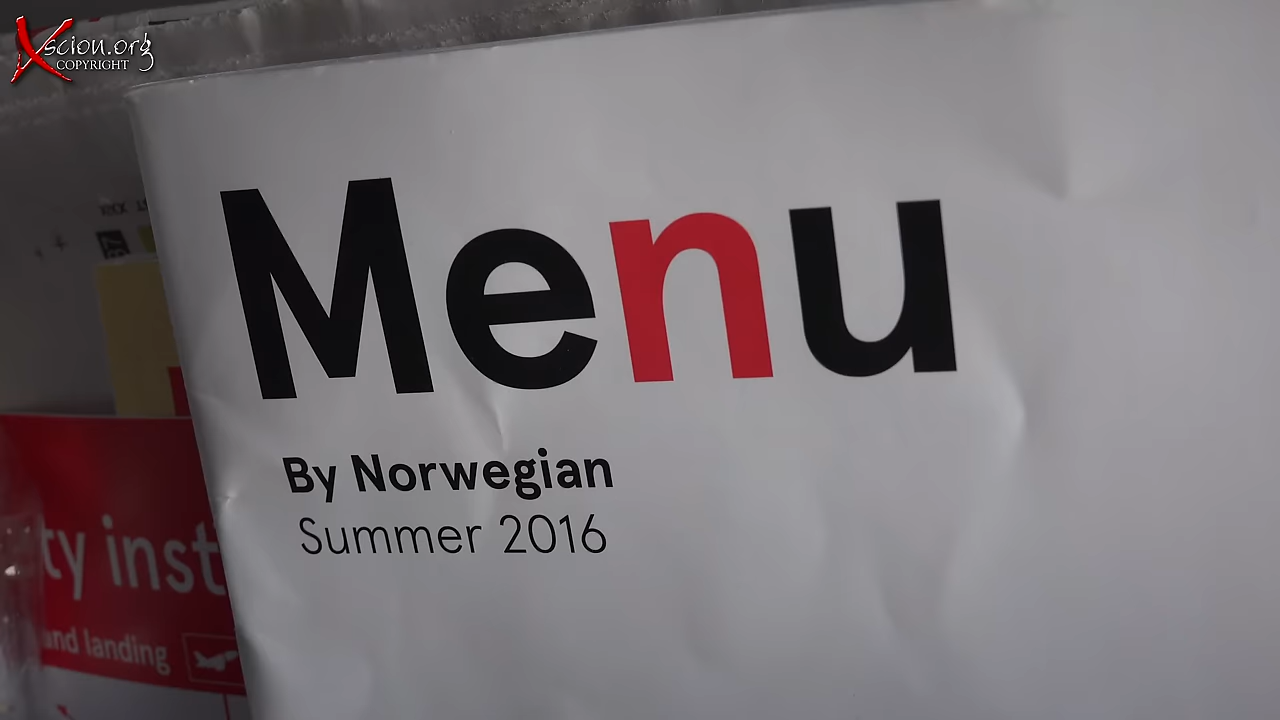 Xscion.org
COPYRIGHT
Menu
By Norwegian
Summer 2016
ty inst
and landing